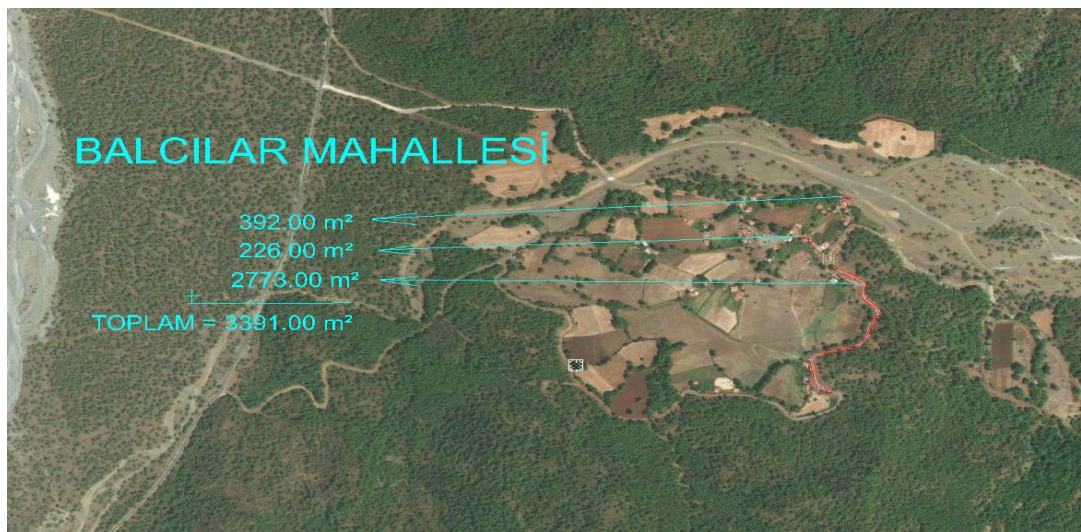 BALCILAR MAHALLESİ
392.00 m²
226.00 m²
2773.00 m²
+
TOPLAM = 3391.00 m²